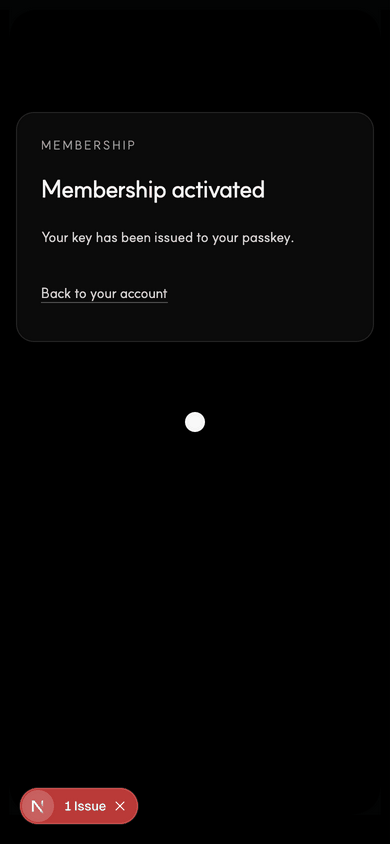 MEMBERSHIP
Membership activated
Your key has been issued to your passkey.
Back to your account
N 1 Issue